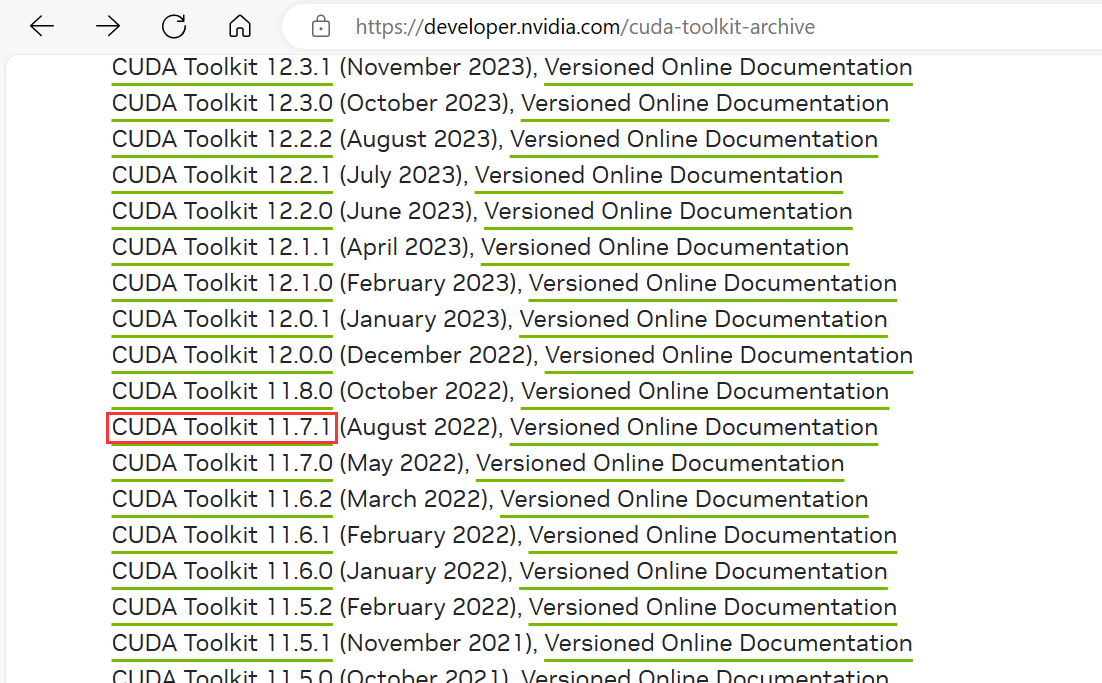 https://developer.nvidia.com/cuda-toolkit-archive
CUDA Toolkit 12.3.1 (November 2023), Versioned Online Documentation
CUDA Toolkit 12.3.0 (October 2023), Versioned Online Documentation
CUDA Toolkit 12.2.2 (August 2023), Versioned Online Documentation
CUDA Toolkit 12.2.1 (July 2023), Versioned Online Documentation
CUDA Toolkit 12.2.0 (June 2023), Versioned Online Documentation
CUDA Toolkit 12.1.1 (April 2023), Versioned Online Documentation
CUDA Toolkit 12.1.0 (February 2023), Versioned Online Documentation
CUDA Toolkit 12.0.1 (January 2023), Versioned Online Documentation
CUDA Toolkit 12.0.0 (December 2022), Versioned Online Documentation
CUDA Toolkit 11.8.0 (October 2022), Versioned Online Documentation
CUDA Toolkit 11.7.1 (August 2022), Versioned Online Documentation
CUDA Toolkit 11.7.0 (May 2022), Versioned Online Documentation
CUDA Toolkit 11.6.2 (March 2022), Versioned Online Documentation
CUDA Toolkit 11.6.1 (February 2022), Versioned Online Documentation
CUDA Toolkit 11.6.0 (January 2022), Versioned Online Documentation
CUDA Toolkit 11.5.2 (February 2022), Versioned Online Documentation
CUDA Toolkit 11.5.1 (November 2021), Versioned Online Documentation
CUDA Toolkit 11.5.0 (October 2021), Versioned Online Documentation